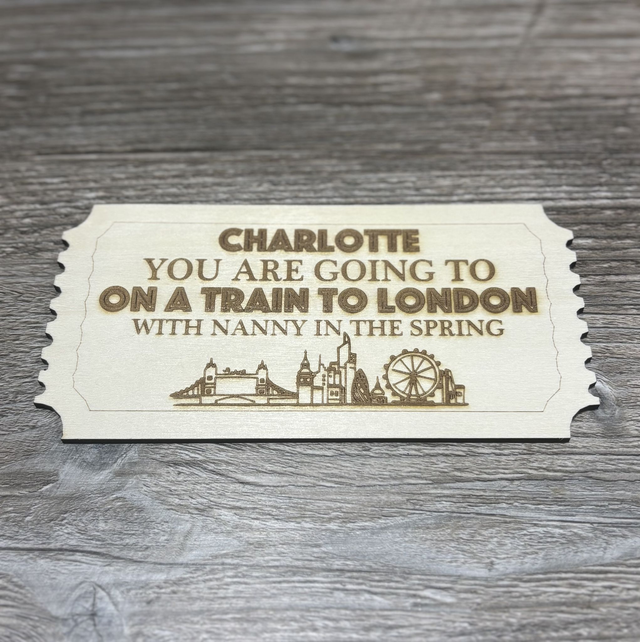 CHARLOTTE
YOU ARE GOING TO
ON A TRAIN TO LONDON
WITH NANNY IN THE SPRING